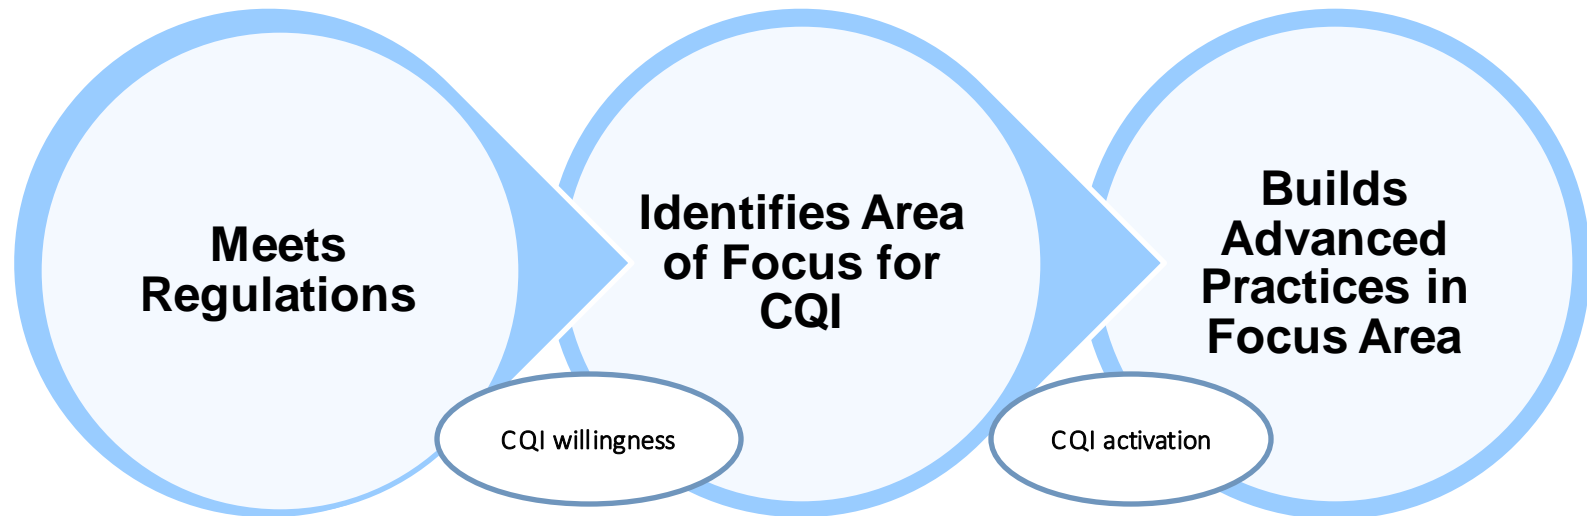 Meets
Regulations
Identifies Area
of Focus for
CQI
Builds
Advanced
Practices in
Focus Area
CQI willingness
CQI activation